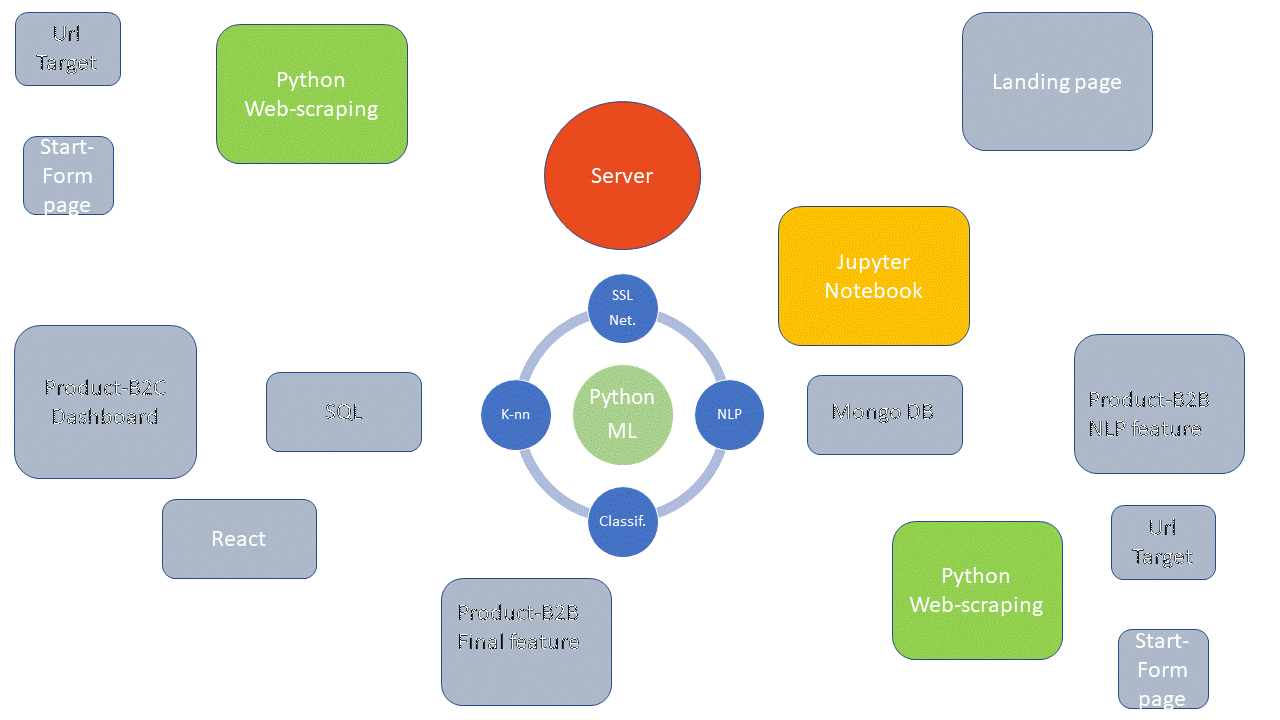 Url
Target
Python
Web-scraping
Landing page
Start-
Form
page
Server
Jupyter
Notebook
SSL
Net.
Product-B2C
Dashboard
SQL
K-nn
Python
ML
NLP
Mongo DB
Product-B2B
NLP feature
React
Classif.
Url
Target
Python
Web-scraping
Product-B2B
Final feature
Start-
Form
page